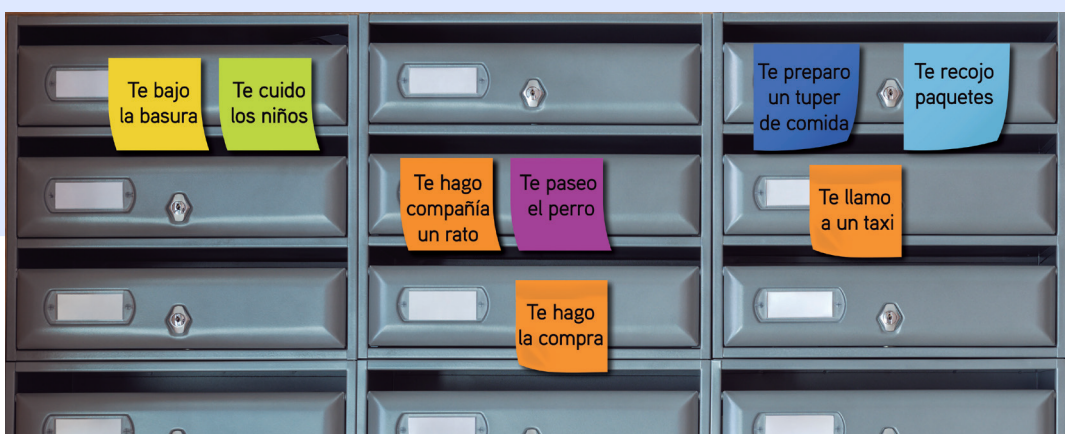 Te bajo
la basura
Te cuido
los niños
Te preparo
un tuper
de comida
Te recojo
paquetes
Te hago
compañía
un rato
Te paseo
el perro
Te llamo
a un taxi
Te hago
la compra